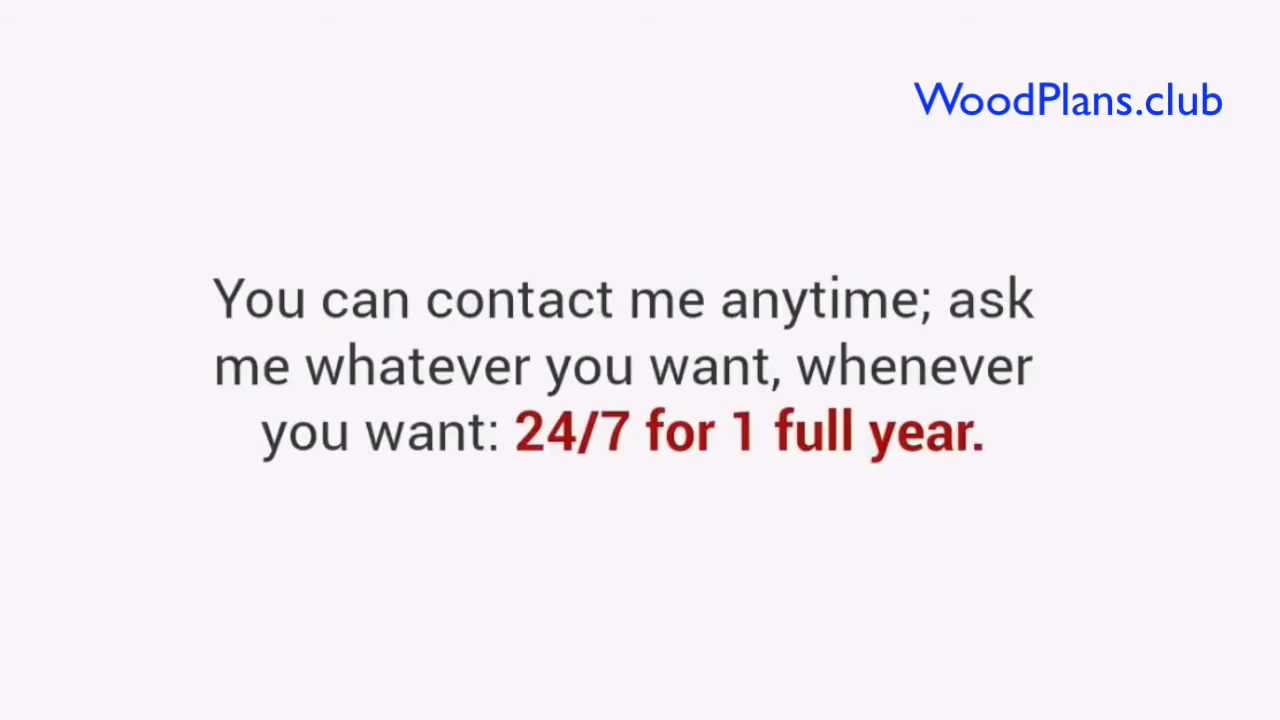 WoodPlans.club
You can contact me anytime; ask
me whatever you want, whenever
you want: 24/7 for 1 full year.